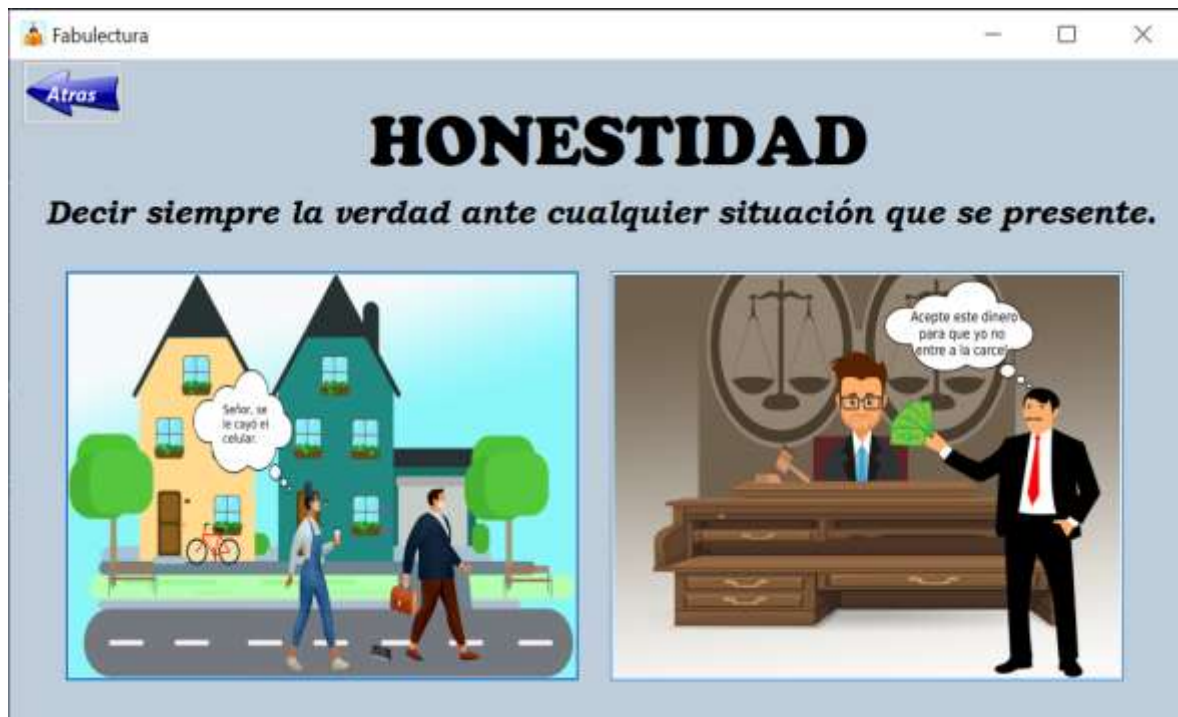 Fabulectura
Atras
HONESTIDAD
Decir siempre la verdad ante cualquier situación que se presente.
Señor, se
le cayó el
celular.
Acepte este dinero
para que yo no
entre a la carcel